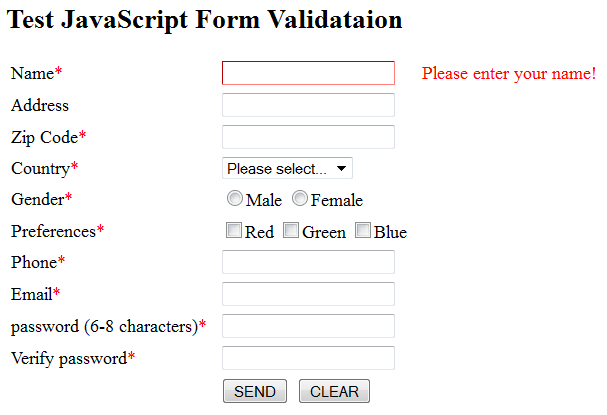 Test JavaScript Form Validataion
Name* Please enter your name!
Address
Zip Code*
Country* Please select...
Gender* Male Female
Preferences* Red Green Blue
Phone*
Email*
password (6-8 characters)*
Verify password*
SEND CLEAR